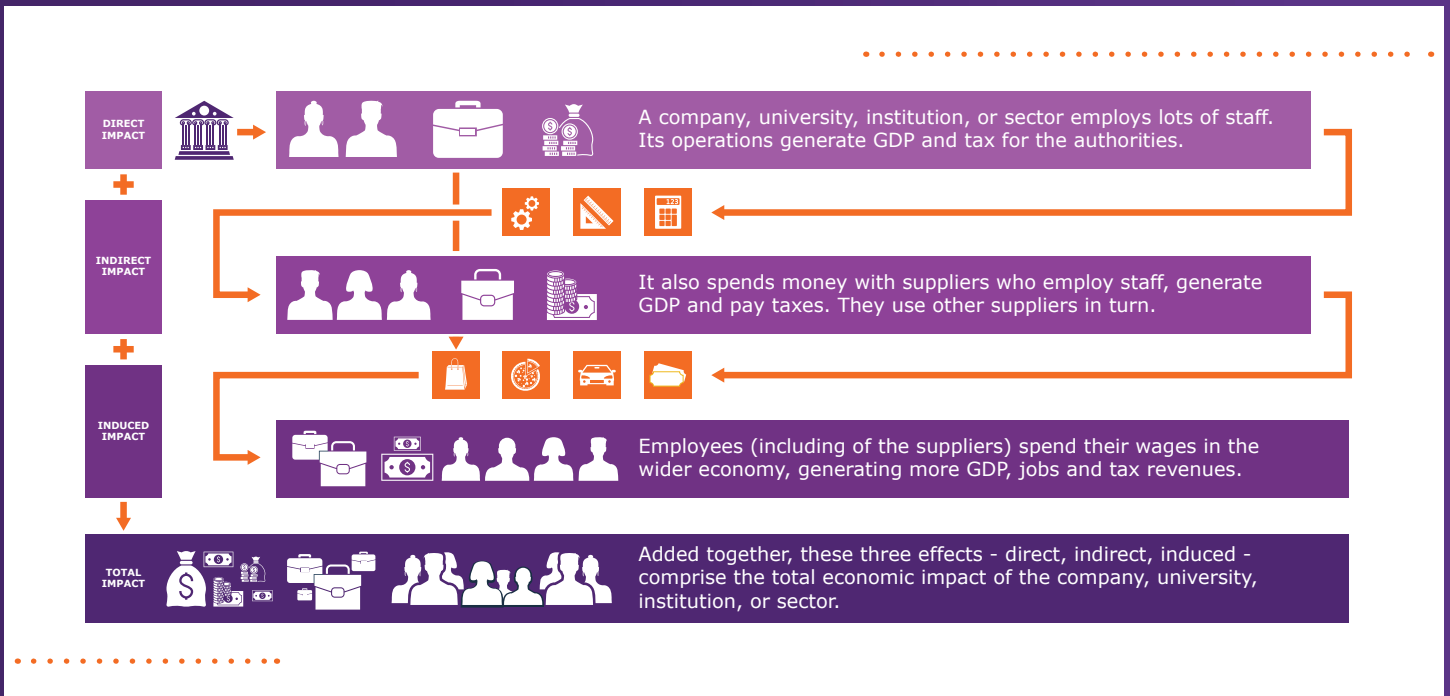 DIRECT
IMPACT
A company, university, institution, or sector employs lots of staff.
Its operations generate GDP and tax for the authorities.
123
INDIRECT
IMPACT
It also spends money with suppliers who employ staff, generate
GDP and pay taxes. They use other suppliers in turn.
INDUCED
IMPACT
Employees (including of the suppliers) spend their wages in the
wider economy, generating more GDP, jobs and tax revenues.
TOTAL
IMPACT
Added together, these three effects - direct, indirect, induced -
comprise the total economic impact of the company, university,
institution, or sector.